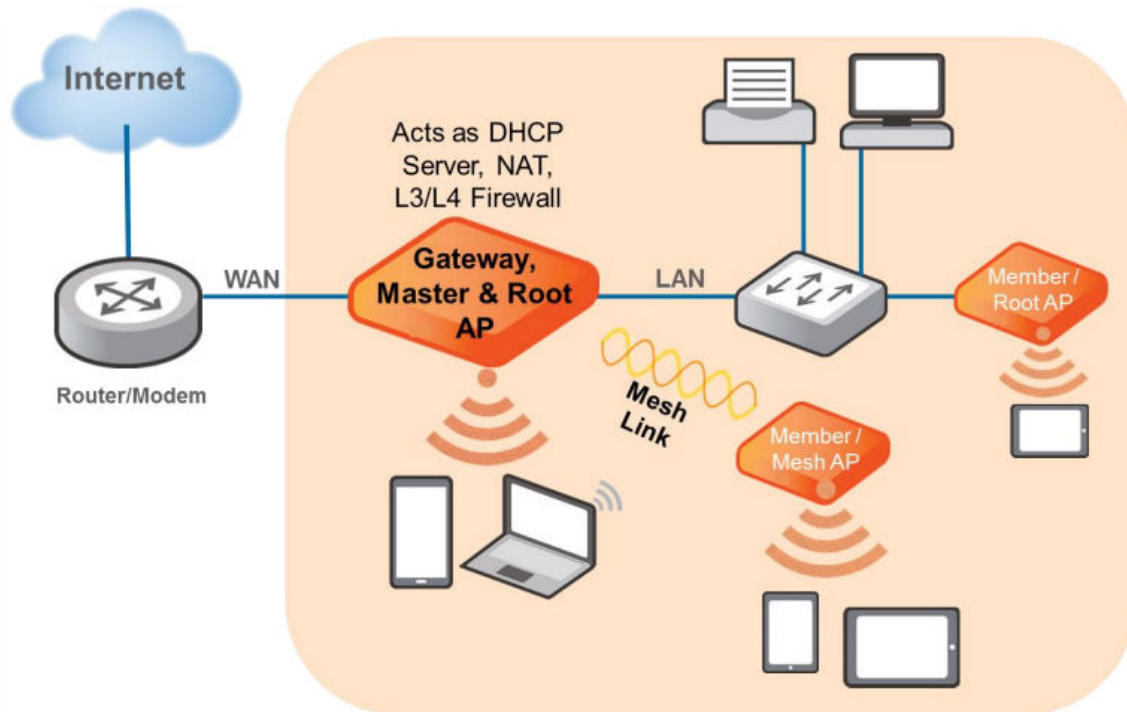 Internet
Acts as DHCP
Server, NAT,
L3/L4 Firewall
Gateway,
Master & Root
AP
WAN
LAN
Member /
Root AP
Router/Modem
Mesh
Link
Member /
Mesh AP